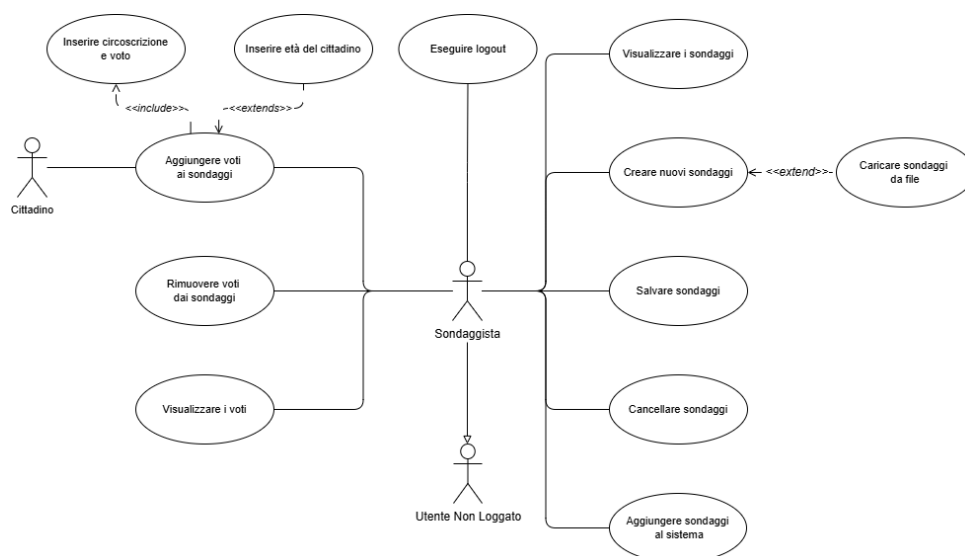 Inserire circoscrizione
e voto
Inserire età del cittadino
Eseguire logout
Visualizzare i sondaggi
<<include>>
<<extends>>
Aggiungere voti
ai sondaggi
Cittadino
Creare nuovi sondaggi
<<extend>>
Caricare sondaggi
da file
Rimuovere voti
dai sondaggi
Sondaggista
Salvare sondaggi
Visualizzare i voti
Cancellare sondaggi
Utente Non Loggato
Aggiungere sondaggi
al sistema